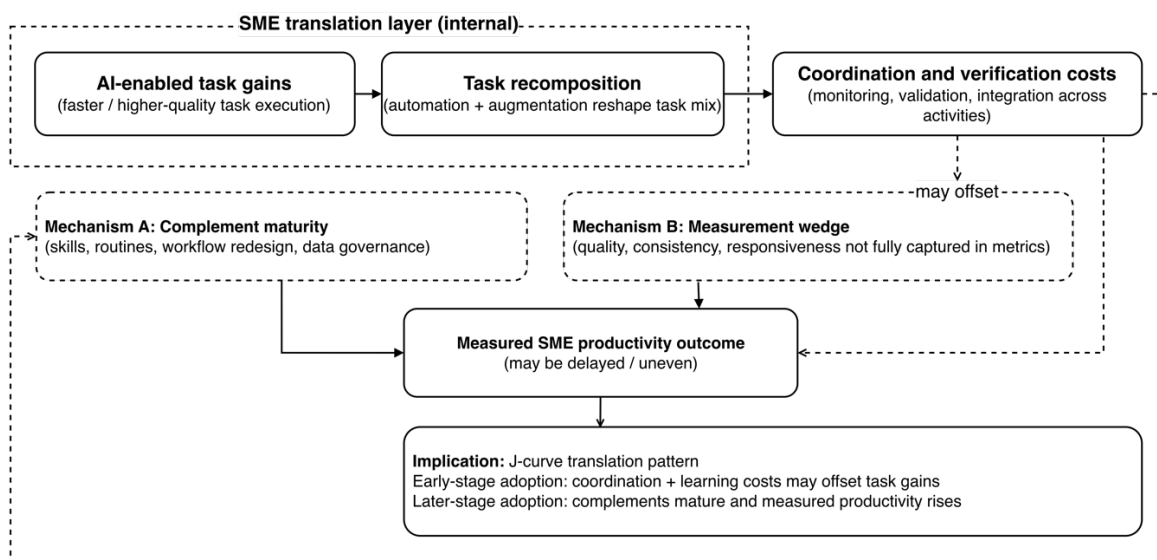 SME translation layer (internal)
AI-enabled task gains
(faster / higher-quality task execution)
Task recomposition
(automation + augmentation reshape task mix)
Coordination and verification costs
(monitoring, validation, integration across
activities)
may offset
Mechanism A: Complement maturity
(skills, routines, workflow redesign, data governance)
Mechanism B: Measurement wedge
(quality, consistency, responsiveness not fully captured in metrics)
Measured SME productivity outcome
(may be delayed / uneven)
Implication: J-curve translation pattern
Early-stage adoption: coordination + learning costs may offset task gains
Later-stage adoption: complements mature and measured productivity rises